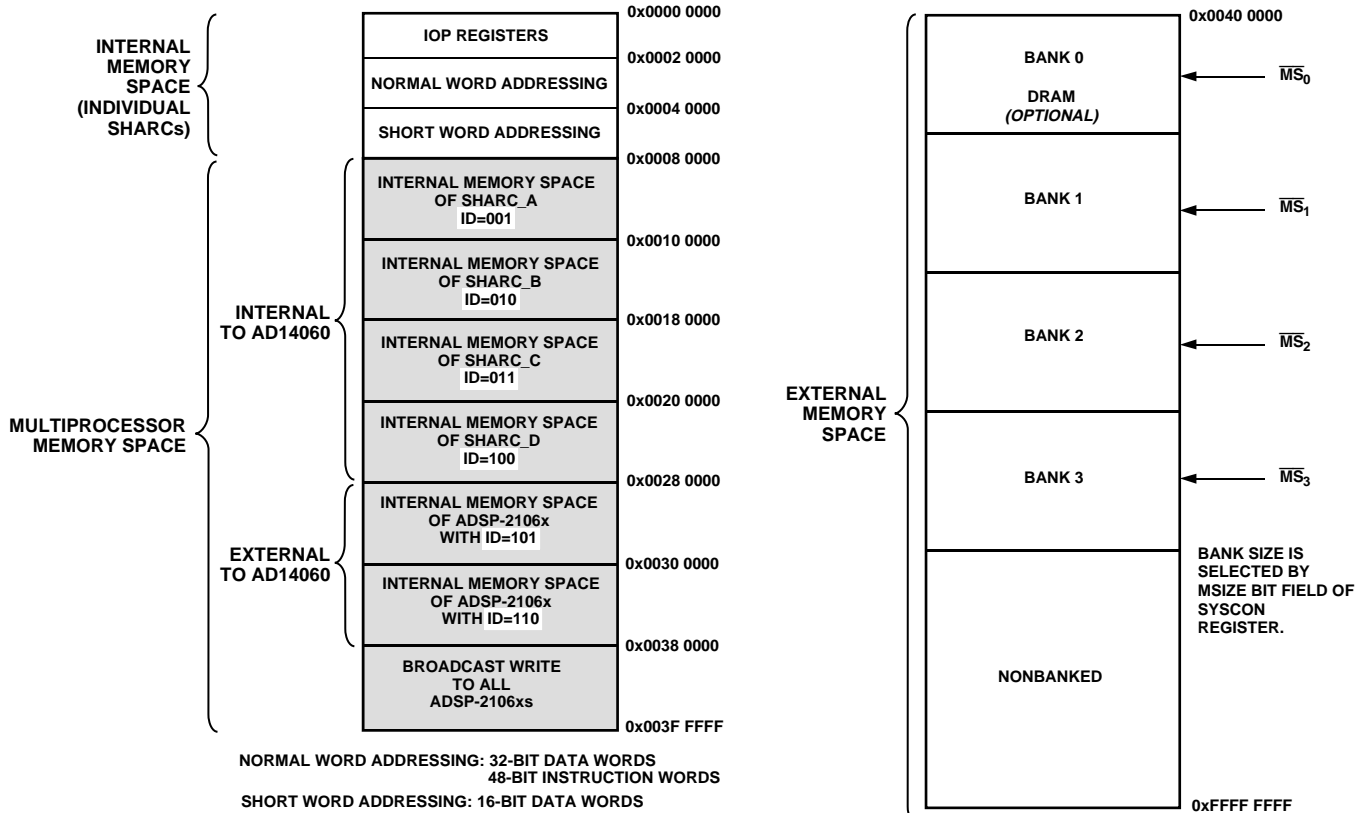 INTERNAL
MEMORY
SPACE
(INDIVIDUAL
SHARCs)
MULTIPROCESSOR
MEMORY SPACE
INTERNAL
TO AD14060
EXTERNAL
TO AD14060
0x0000 0000
IOP REGISTERS
0x0002 0000
NORMAL WORD ADDRESSING
0x0004 0000
SHORT WORD ADDRESSING
0x0008 0000
INTERNAL MEMORY SPACE
OF SHARC_A
ID=001
0x0010 0000
INTERNAL MEMORY SPACE
OF SHARC_B
ID=010
0x0018 0000
INTERNAL MEMORY SPACE
OF SHARC_C
ID=011
0x0020 0000
INTERNAL MEMORY SPACE
OF SHARC_D
ID=100
0x0028 0000
INTERNAL MEMORY SPACE
OF ADSP-2106x
WITH ID=101
0x0030 0000
INTERNAL MEMORY SPACE
OF ADSP-2106x
WITH ID=110
0x0038 0000
BROADCAST WRITE
TO ALL
ADSP-2106xs
0x003F FFFF
NORMAL WORD ADDRESSING: 32-BIT DATA WORDS
48-BIT INSTRUCTION WORDS
SHORT WORD ADDRESSING: 16-BIT DATA WORDS
EXTERNAL
MEMORY
SPACE
0x0040 0000
BANK 0
DRAM
(OPTIONAL)
M̅S̅₀
BANK 1
M̅S̅₁
BANK 2
M̅S̅₂
BANK 3
M̅S̅₃
BANK SIZE IS
SELECTED BY
MSIZE BIT FIELD OF
SYSCON
REGISTER.
NONBANKED
0xFFFF FFFF